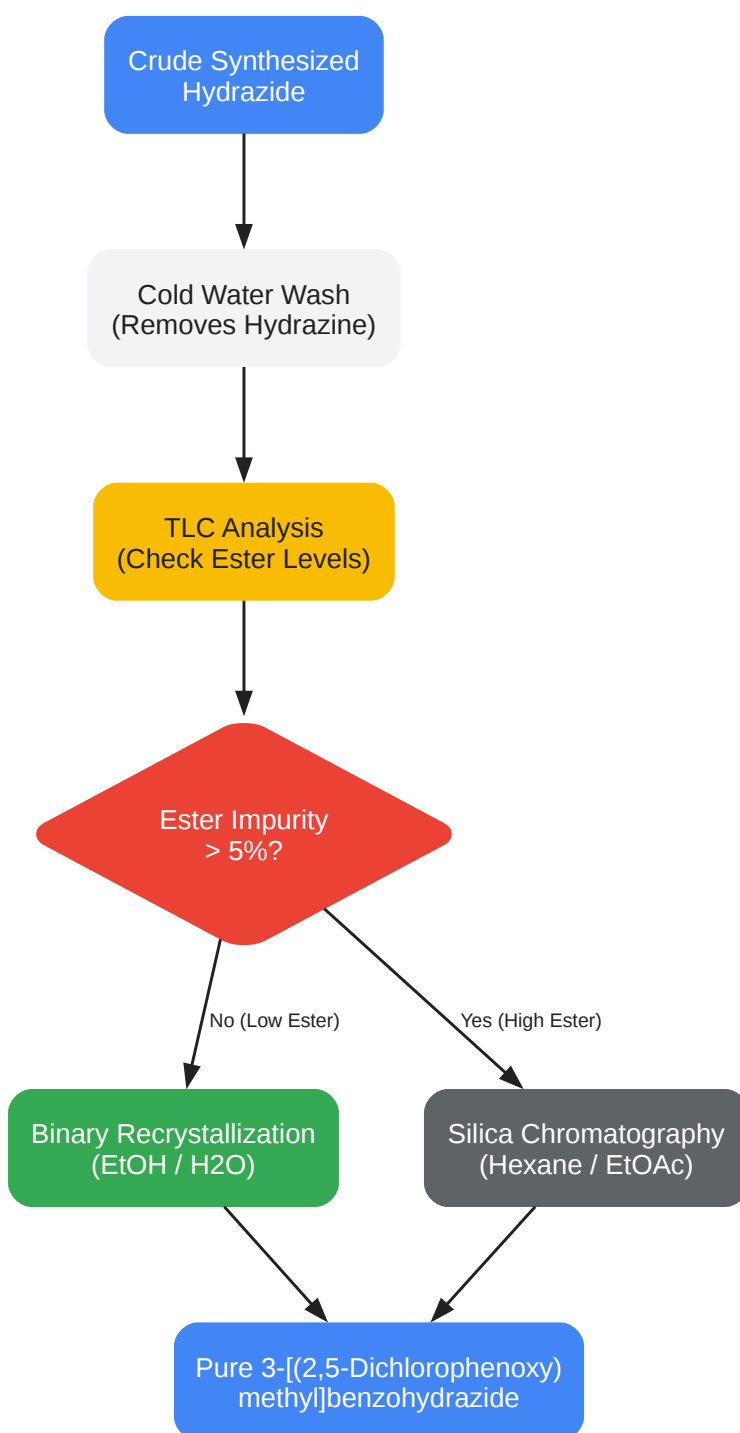 Crude Synthesized
Hydrazide
Cold Water Wash
(Removes Hydrazine)
TLC Analysis
(Check Ester Levels)
Ester Impurity
> 5%?
No (Low Ester)
Yes (High Ester)
Binary Recrystallization
(EtOH / H2O)
Silica Chromatography
(Hexane / EtOAc)
Pure 3-[(2,5-Dichlorophenoxy)
methyl]benzohydrazide